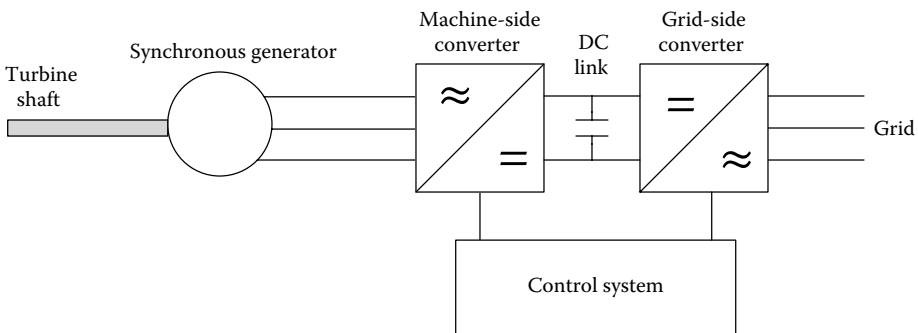 Machine-side
converter
DC
link
Grid-side
converter
Synchronous generator
Turbine
shaft
≈
=
=
≈
Grid
Control system